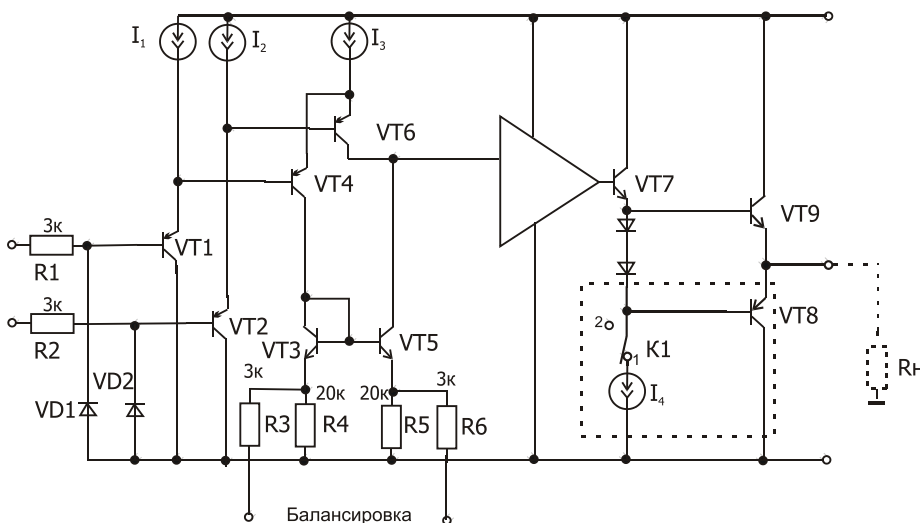 I1
I2
I3
VT6
VT4
VT7
VT9
3к
R1
VT1
3к
R2
VT2
VT8
2
K1
1
Rн
VT3
VT5
VD2
3к
20к
20к
3к
I4
VD1
R3
R4
R5
R6
Балансировка